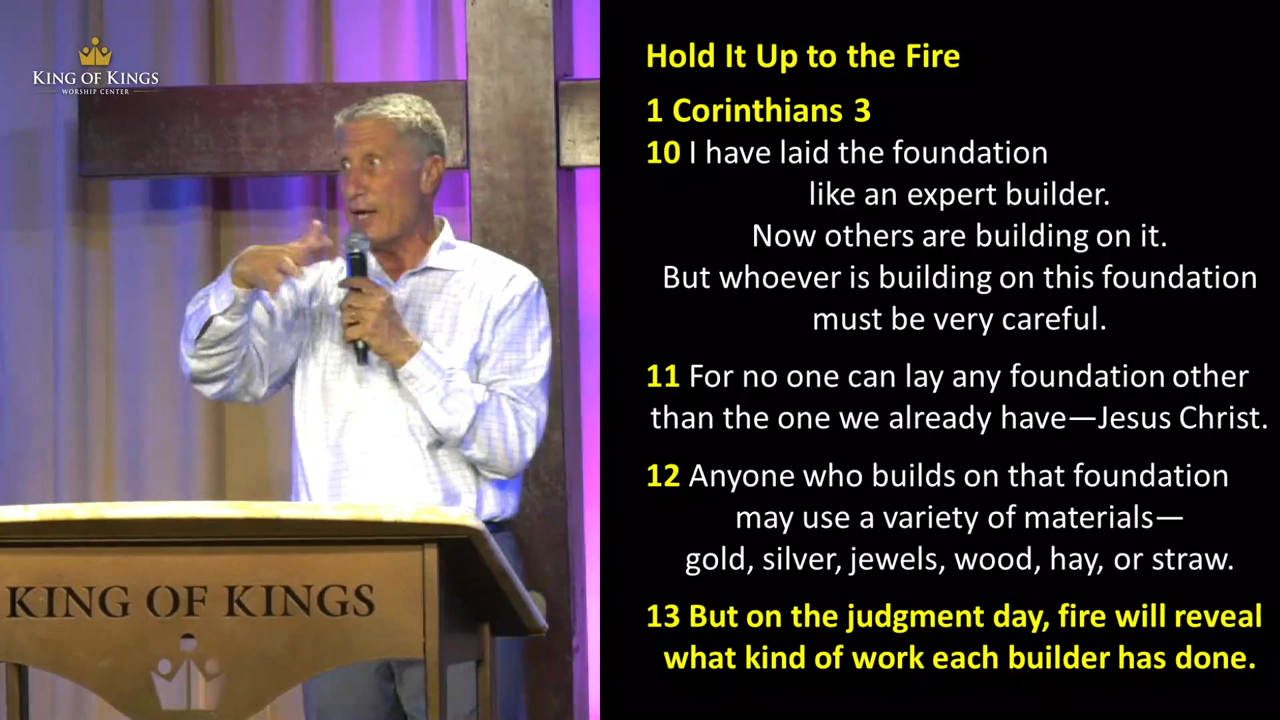 KING OF KINGS
WORSHIP CENTER
KING OF KINGS
Hold It Up to the Fire
1 Corinthians 3
10 I have laid the foundation
like an expert builder.
Now others are building on it.
But whoever is building on this foundation
must be very careful.
11 For no one can lay any foundation other
than the one we already have—Jesus Christ.
12 Anyone who builds on that foundation
may use a variety of materials—
gold, silver, jewels, wood, hay, or straw.
13 But on the judgment day, fire will reveal
what kind of work each builder has done.